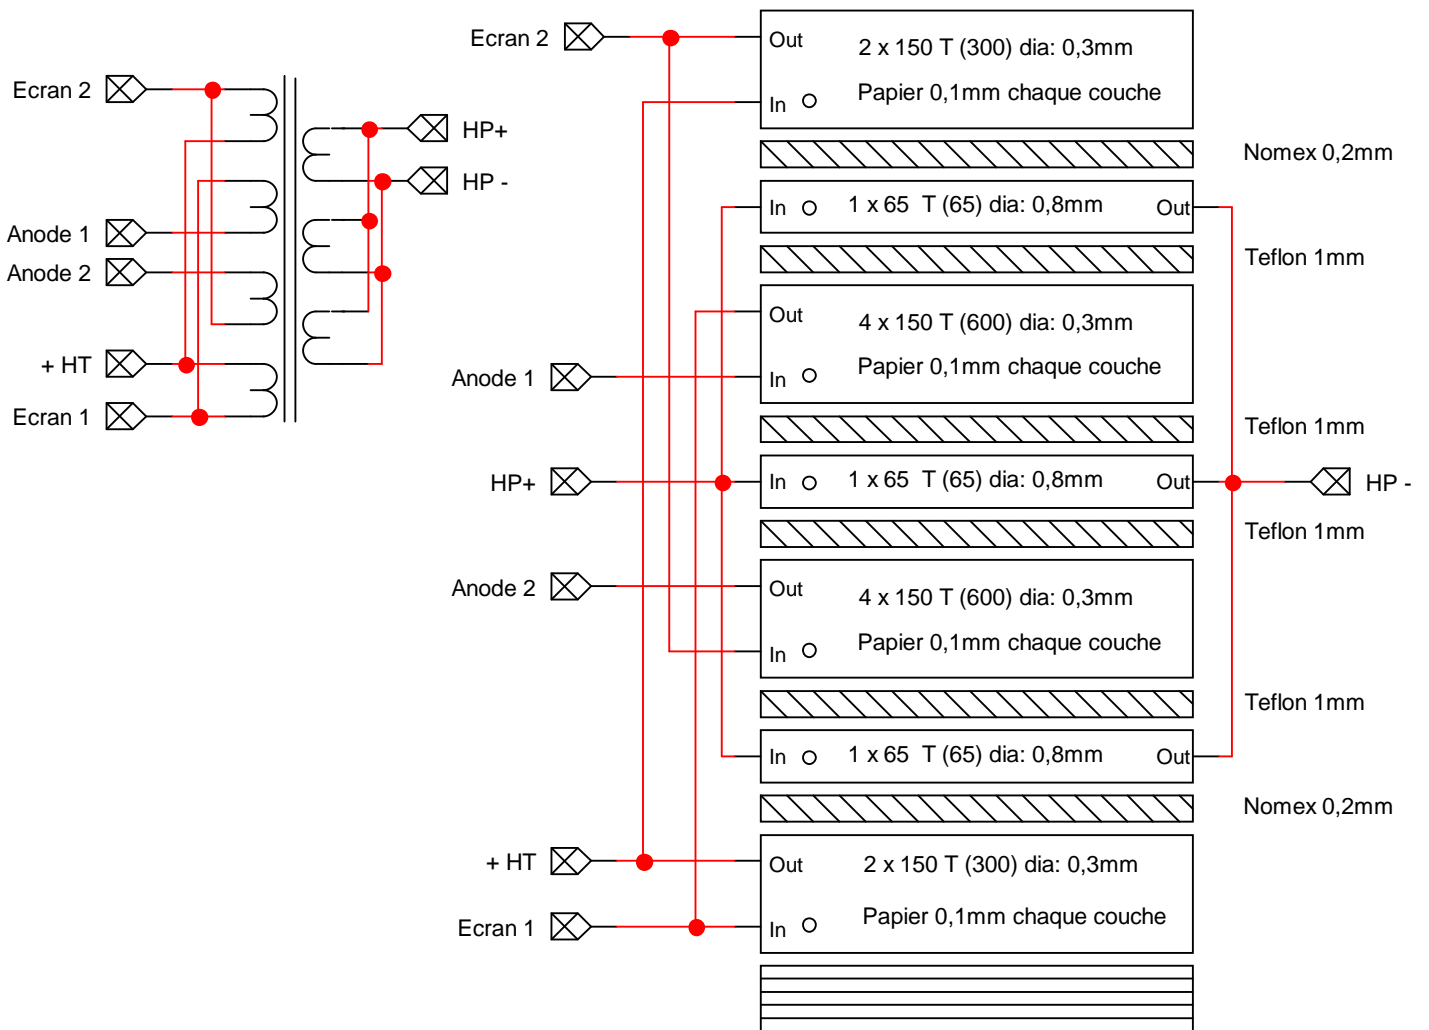 Ecran 2
Anode 1
Anode 2
+ HT
Ecran 1
HP+
HP -
Ecran 2
Out
2 x 150 T (300) dia: 0,3mm
In
Papier 0,1mm chaque couche
Nomex 0,2mm
In
1 x 65 T (65) dia: 0,8mm
Out
Teflon 1mm
Out
4 x 150 T (600) dia: 0,3mm
Anode 1
In
Papier 0,1mm chaque couche
Teflon 1mm
HP+
In
1 x 65 T (65) dia: 0,8mm
Out
HP -
Teflon 1mm
Anode 2
Out
4 x 150 T (600) dia: 0,3mm
In
Papier 0,1mm chaque couche
Teflon 1mm
In
1 x 65 T (65) dia: 0,8mm
Out
Nomex 0,2mm
+ HT
Out
2 x 150 T (300) dia: 0,3mm
Ecran 1
In
Papier 0,1mm chaque couche